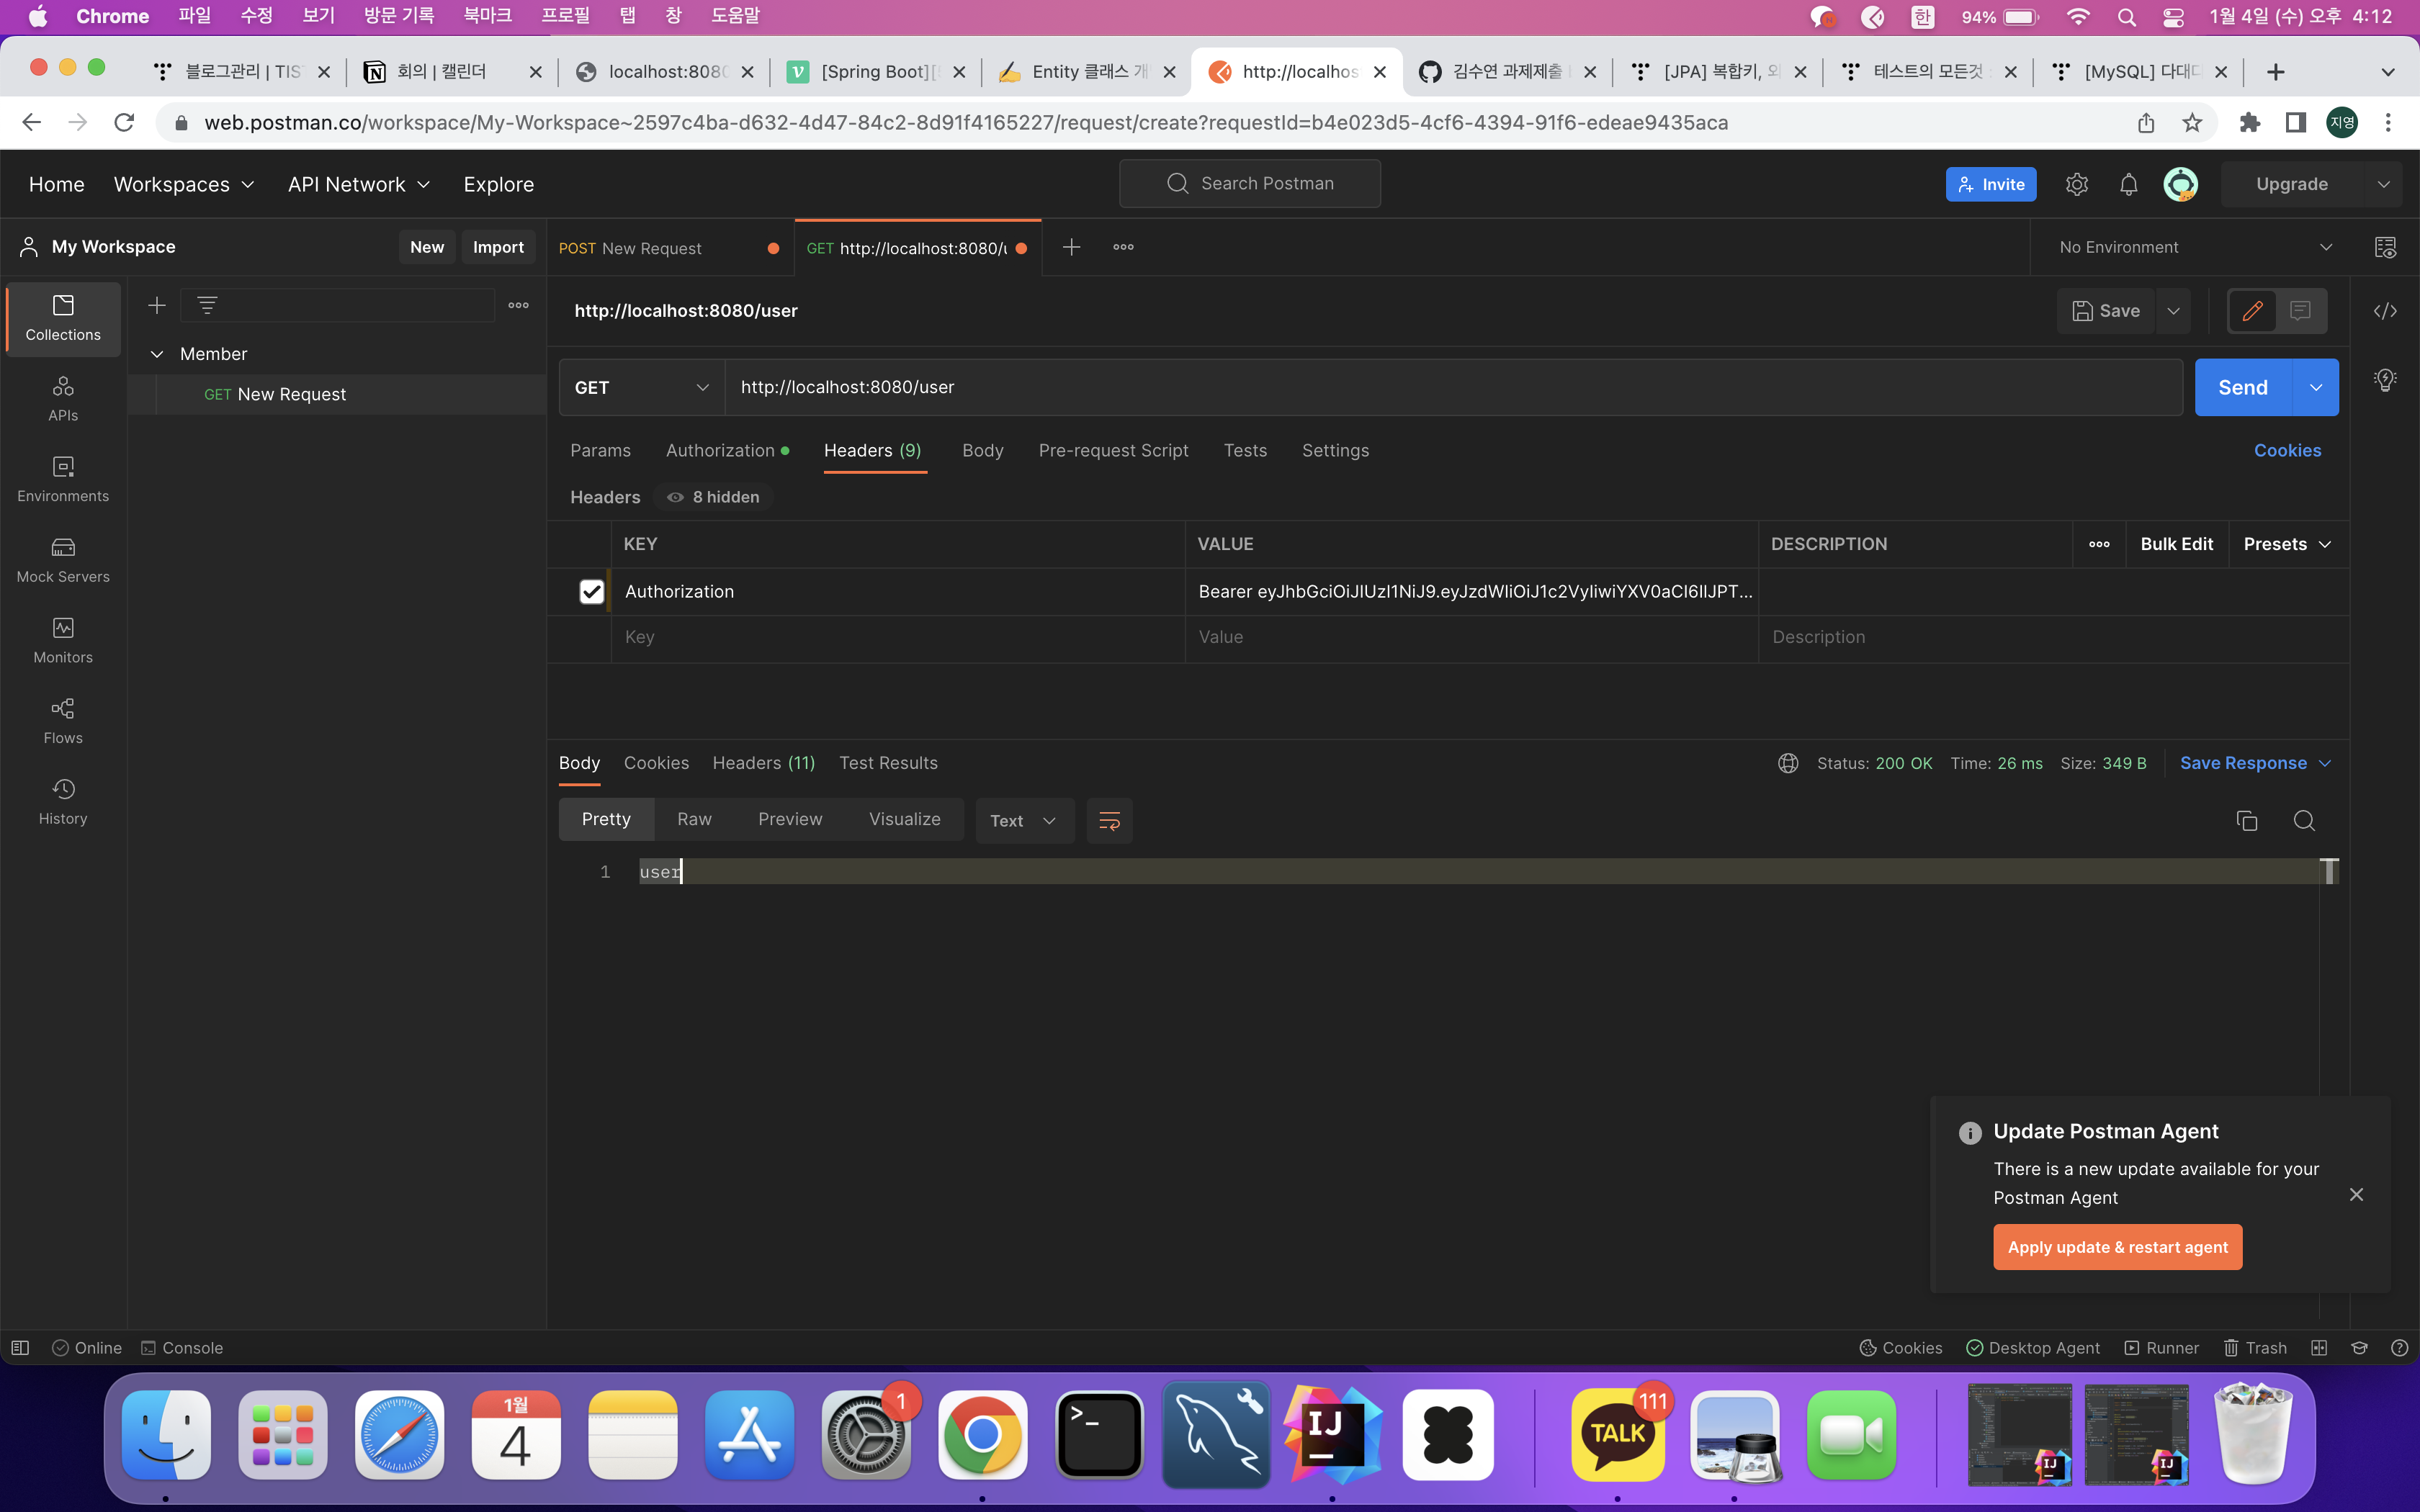 Chrome 파일 수정 보기 방문 기록 북마크 프로필 탭 창 도움말 N 한 94% 1월 4일 (수) 오후 4:12
블로그관리 | TIS 회의 | 캘린더 localhost:808 [Spring Boot] Entity 클래스 개 http://localhos 김수연 과제제출 [JPA] 복합키, 외 테스트의 모든것 [MySQL] 다대다
web.postman.co/workspace/My-Workspace~2597c4ba-d632-4d47-84c2-8d91f4165227/request/create?requestId=b4e023d5-4cf6-4394-91f6-edeae9435aca 지영
Home Workspaces API Network Explore Search Postman Invite Upgrade
My Workspace New Import POST New Request GET http://localhost:8080/u ooo No Environment
Collections
APIs
Environments
Mock Servers
Monitors
Flows
History
Member
GET New Request
http://localhost:8080/user Save
GET http://localhost:8080/user Send
Params Authorization Headers (9) Body Pre-request Script Tests Settings Cookies
Headers 8 hidden
KEY VALUE DESCRIPTION ooo Bulk Edit Presets
Authorization Bearer eyJhbGciOiJIUzI1NiJ9.eyJzdWIiOiJ1c2VyIiwiYXV0aCI6IlJPT...
Key Value Description
Body Cookies Headers (11) Test Results Status: 200 OK Time: 26 ms Size: 349 B Save Response
Pretty Raw Preview Visualize Text
1 user
Update Postman Agent
There is a new update available for your
Postman Agent
Apply update & restart agent
Online Console Cookies Desktop Agent Runner Trash
1월
4
1
>_
IJ
TALK
111
IJ
IJ